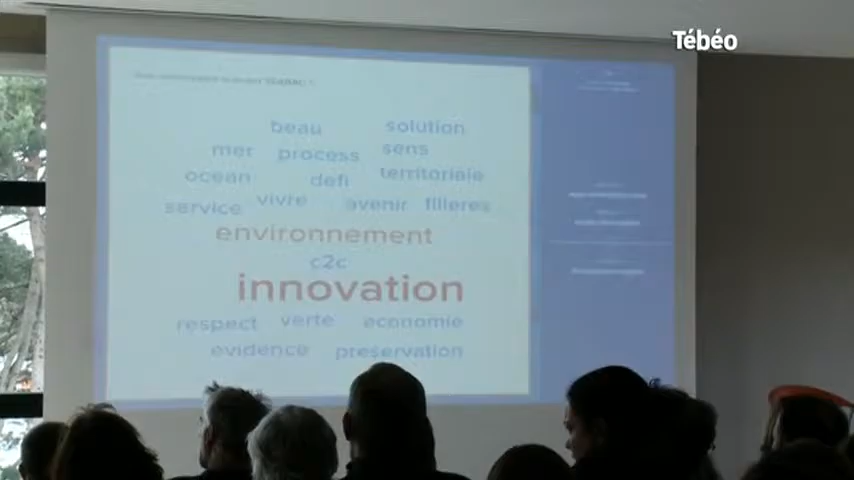 Tébéo
beau solution
mer process sens
ocean defi territoriale
service vivre avenir filieres
environnement
c2c
innovation
respect verte economie
evidence preservation